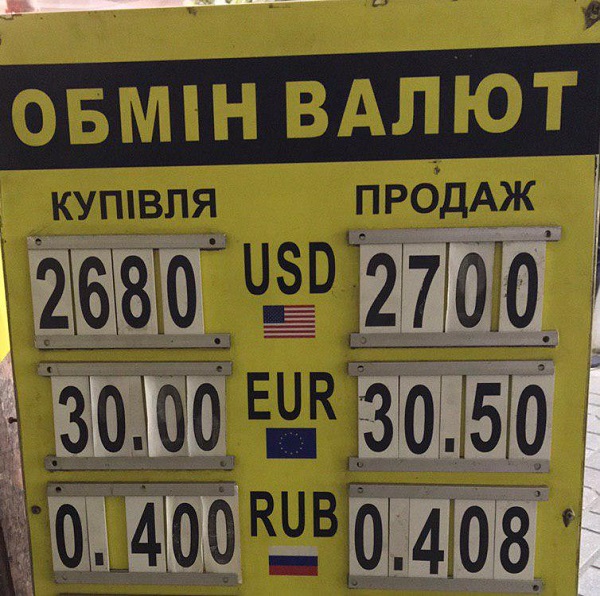 ОБМІН ВАЛЮТ
КУПІВЛЯ ПРОДАЖ
2680 USD 2700
30.00 EUR 30.50
0.400 RUB 0.408